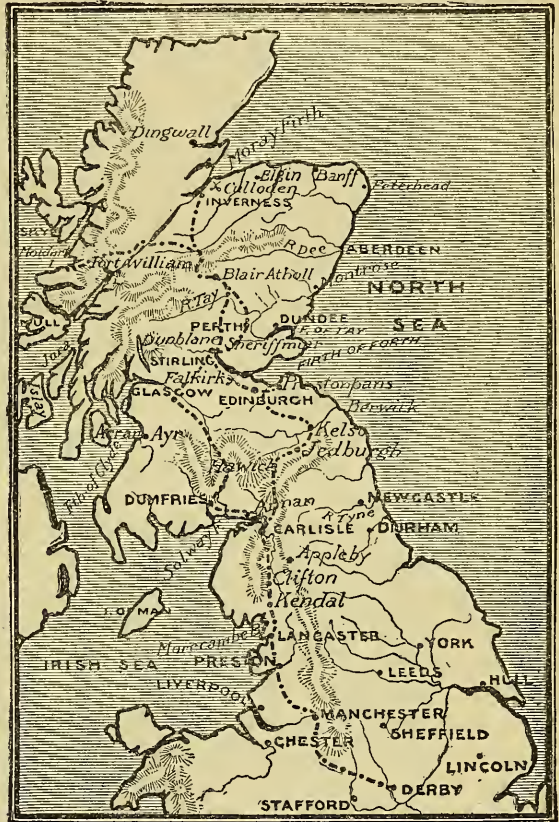 Dingwall
Moray Firth
Elgin
Banff
Culloden
Peterhead
INVERNESS
SKYE
Moidart
Fort William
R Dee
ABERDEEN
Blair Atholl
Montrose
NORTH
SEA
R. Tay
MULL
PERTH
DUNDEE
F. OF TAY
Dunblane
Sheriffmuir
FIRTH OF FORTH
Jura
STIRLING
Falkirk
Prestonpans
Islay
GLASGOW
EDINBURGH
Berwick
Arran
Ayr
Kelso
Jedburgh
F. of Clyde
Hawick
DUMFRIES
Annan
NEWCASTLE
R Tyne
CARLISLE
DURHAM
Solway F.
Appleby
Clifton
Kendal
I. OF MAN
LANCASTER
Morecambe B
YORK
IRISH SEA
PRESTON
LEEDS
HULL
LIVERPOOL
MANCHESTER
SHEFFIELD
CHESTER
LINCOLN
DERBY
STAFFORD